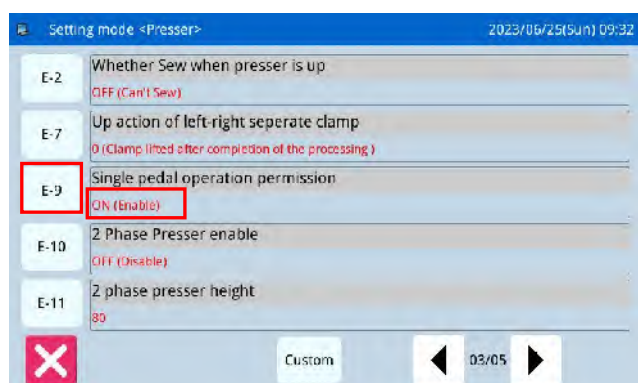 Setting mode <Presser> 2023/06/25(Sun) 09:32
E-2
Whether Sew when presser is up
OFF (Can't Sew)
E-7
Up action of left-right seperate clamp
0 (Clamp lifted after completion of the processing )
E-9
Single pedal operation permission
ON (Enable)
E-10
2 Phase Presser enable
OFF (Disable)
E-11
2 phase presser height
80
Custom 03/05